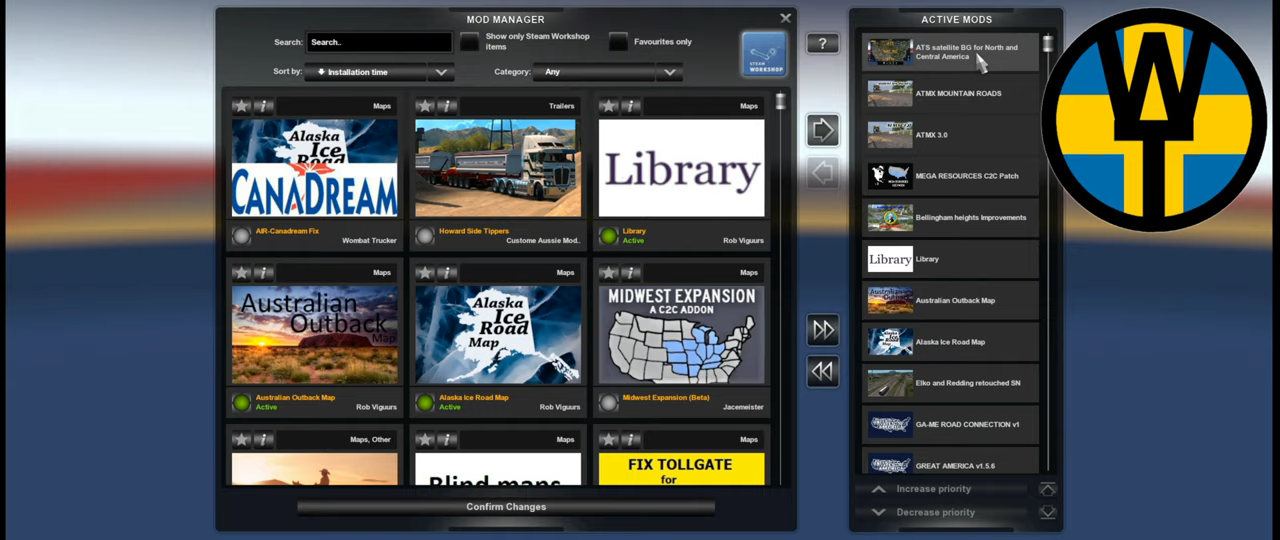 MOD MANAGER
Search:
Search..
Show only Steam Workshop
items
Favourites only
STEAM
WORKSHOP
Sort by:
Installation time
Category:
Any
Maps
Alaska
Ice
Road
CANADREAM
AIR-Canadream Fix
Wombat Trucker
Trailers
Howard Side Tippers
Custome Aussie Mod..
Maps
Library
Library
Active
Rob Viguurs
Maps
Australian
Outback
Map
Australian Outback Map
Active
Rob Viguurs
Maps
Alaska
Ice
Road
Map
Alaska Ice Road Map
Active
Rob Viguurs
Maps
MIDWEST EXPANSION
A C2C ADDON
Midwest Expansion (Beta)
Jacemeister
Maps, Other
Maps
Blind maps
Maps
FIX TOLLGATE
for
Confirm Changes
?
ACTIVE MODS
ATS satellite BG for North and
Central America
ATMX MOUNTAIN ROADS
ATMX 3.0
MEGA RESOURCES C2C Patch
Bellingham heights Improvements
Library
Library
Australian Outback Map
Alaska Ice Road Map
Elko and Redding retouched SN
GA-ME ROAD CONNECTION v1
GREAT AMERICA v1.5.6
Increase priority
Decrease priority
WT